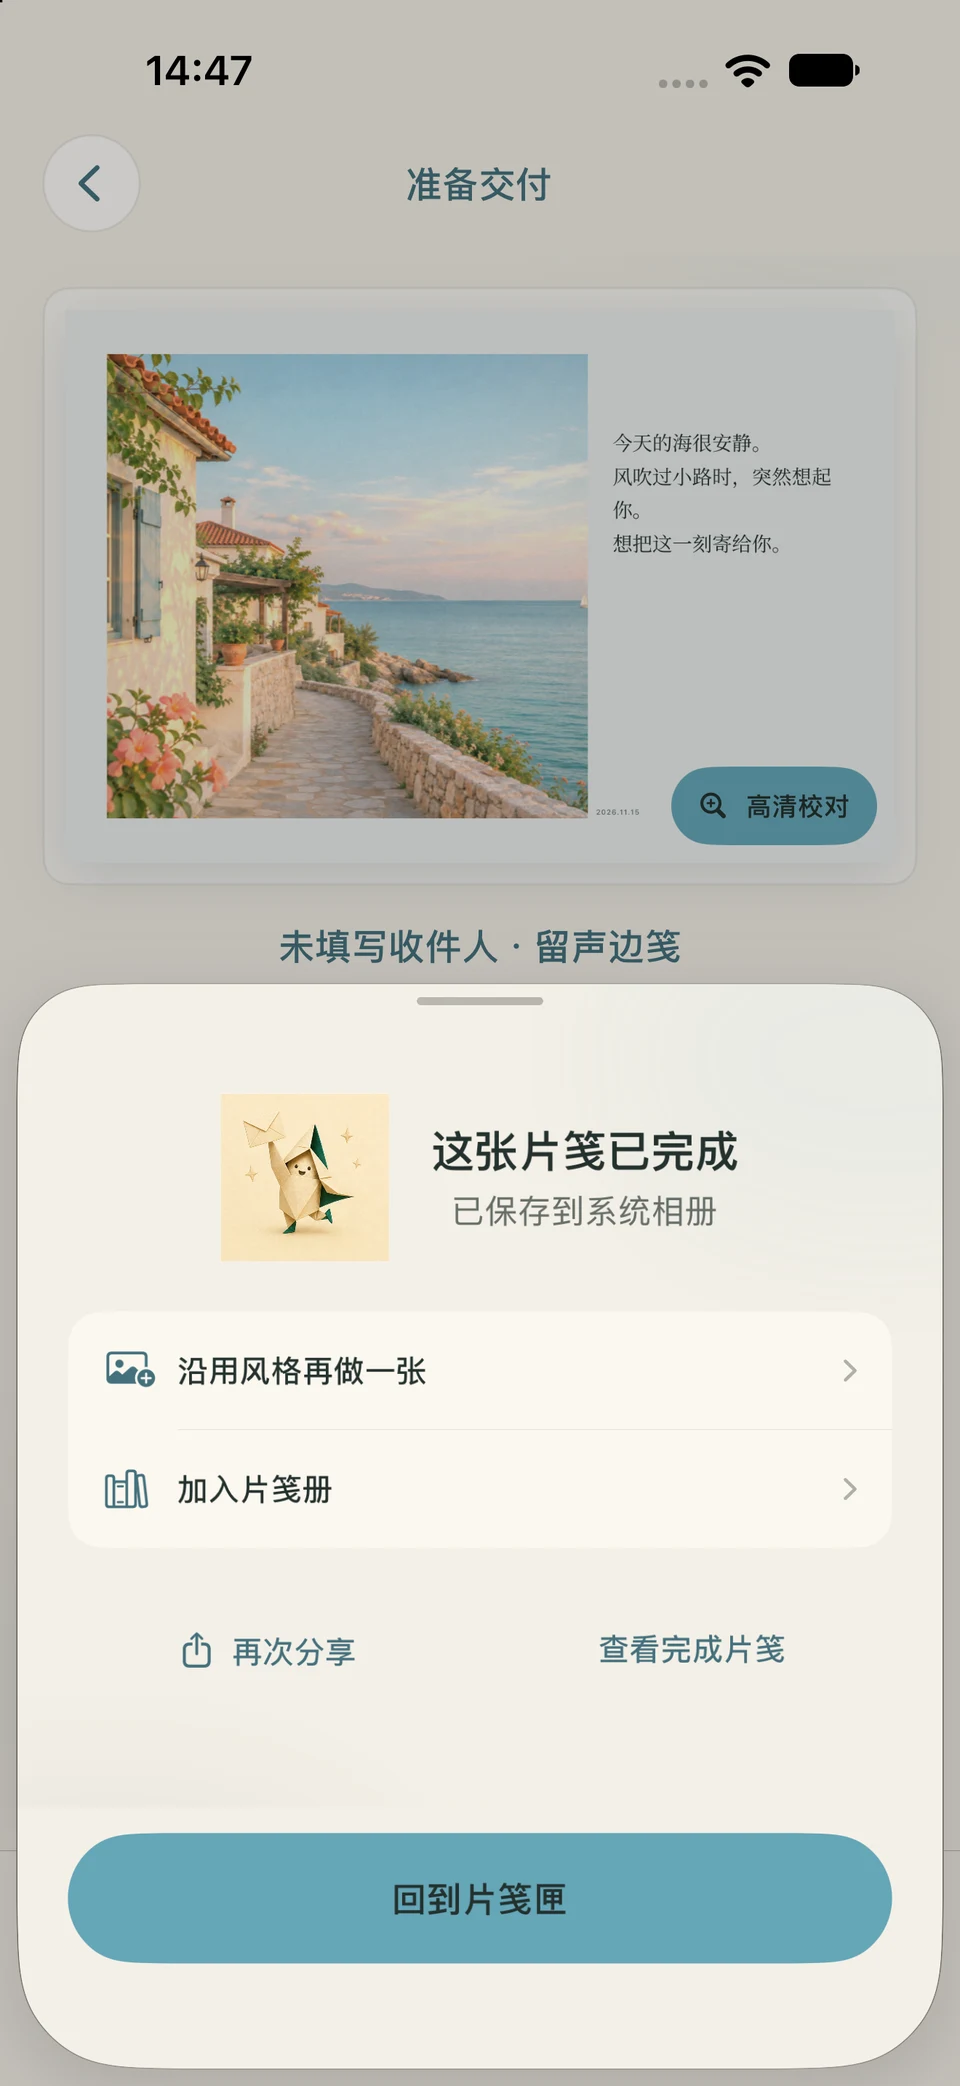 14:47
准备交付
今天的海很安静。
风吹过小路时，突然想起
你。
想把这一刻寄给你。
2026.11.15
高清校对
未填写收件人 · 留声边笺
这张片笺已完成
已保存到系统相册
沿用风格再做一张
加入片笺册
再次分享
查看完成片笺
回到片笺匣